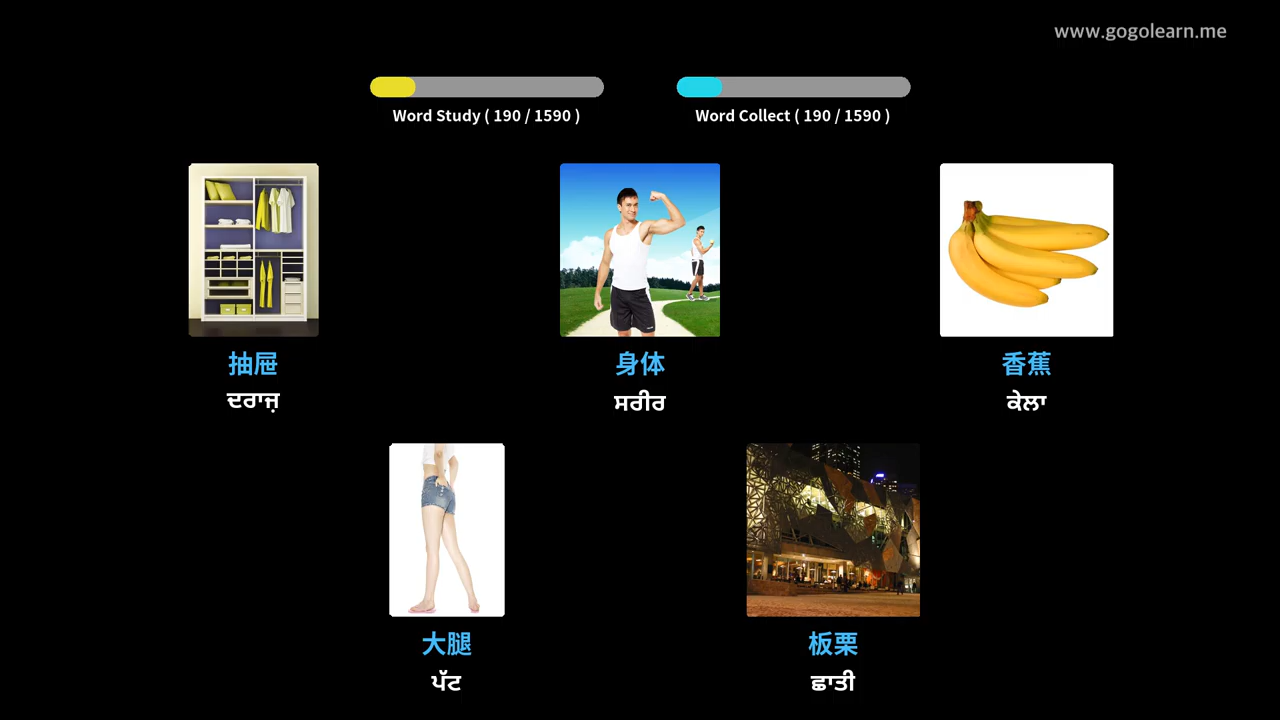 www.gogolearn.me
Word Study ( 190 / 1590 )
Word Collect ( 190 / 1590 )
抽屉
ਦਰਾਜ਼
身体
ਸਰੀਰ
香蕉
ਕੇਲਾ
大腿
ਪੱਟ
板栗
ਛਾਤੀ